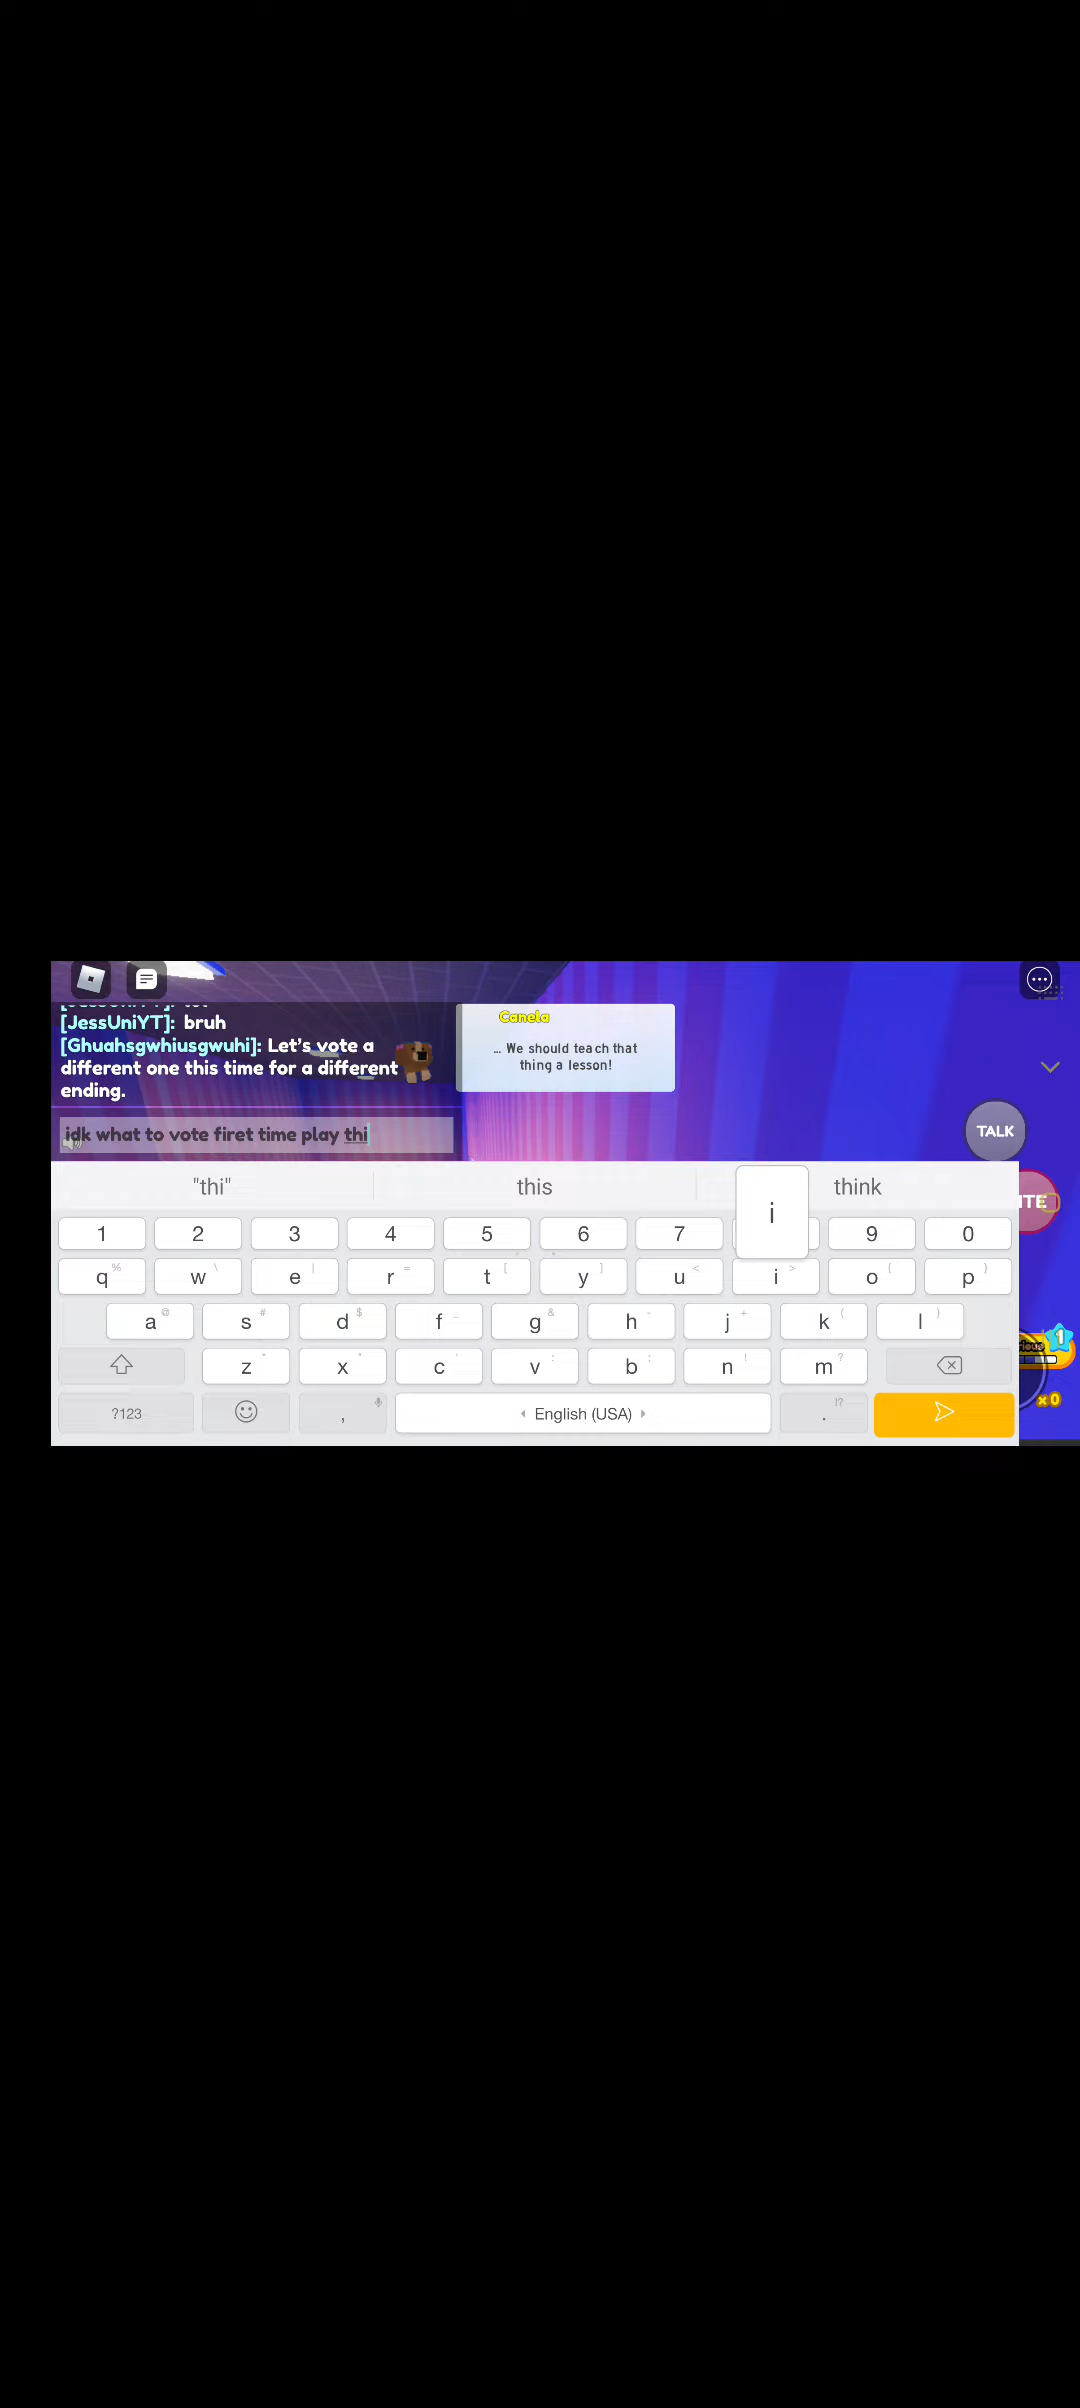 [JessUniYT]: bruh
Canela
[Ghuahsgwhiusgwuhi]: Let's vote a
different one this time for a different
ending.
... We should teach that
thing a lesson!
idk what to vote firet time play thi
TALK
"thi" this think
i
1 2 3 4 5 6 7 9 0
q % w \ e | r = t [ y ] u < i > o { p }
a @ s # d $ f _ g & h - j + k ( l )
z x c v : b ; n ! m ?
?123 , . !? English (USA)
1
x0